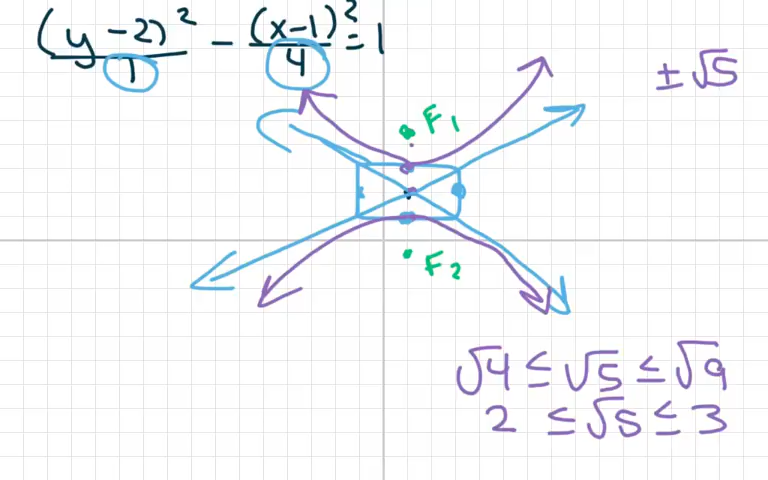 (y-2)²/1 - (x-1)²/4 = 1
± √5
F₁
F₂
√4 ≤ √5 ≤ √9
2 ≤ √5 ≤ 3